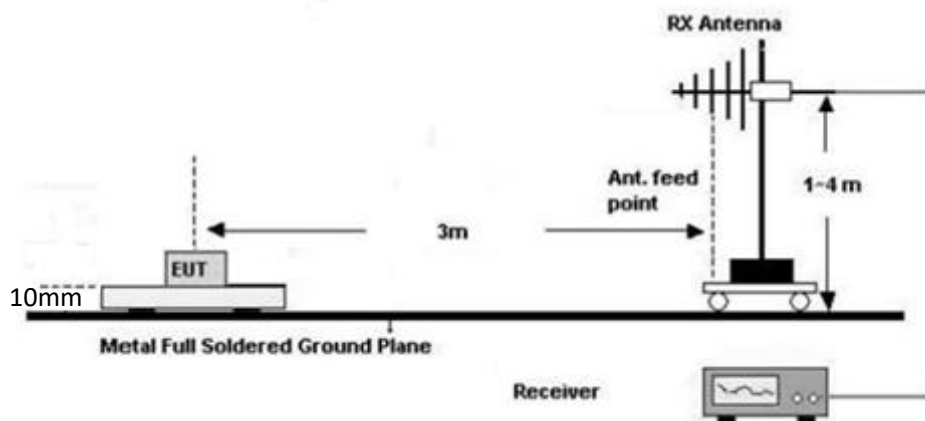 RX Antenna
Ant. feed
point
1~4 m
3m
EUT
10mm
Metal Full Soldered Ground Plane
Receiver